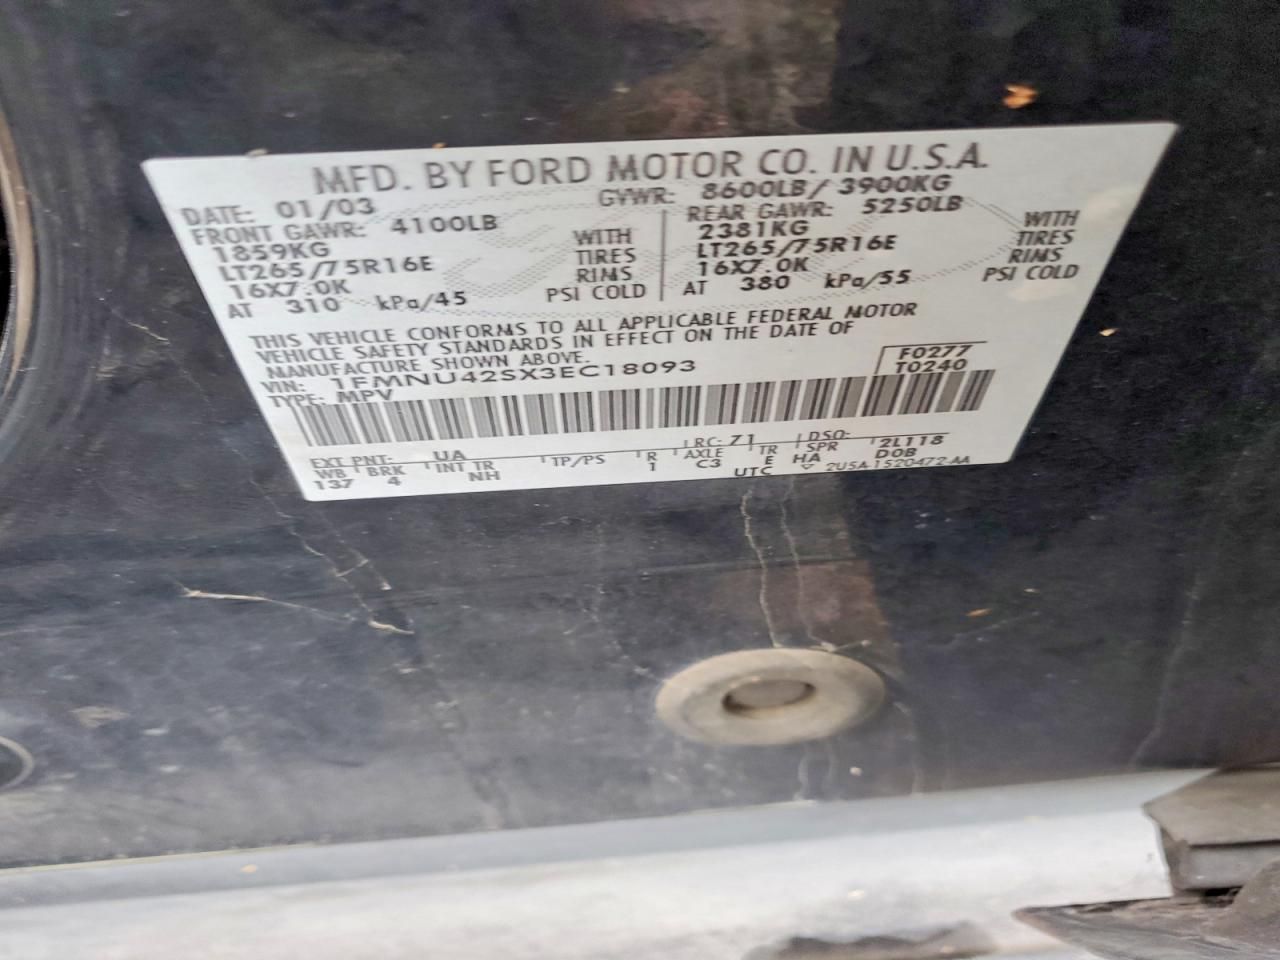 MFD. BY FORD MOTOR CO. IN U.S.A.
DATE: 01/03 GVWR: 8600LB/ 3900KG
FRONT GAWR: 4100LB REAR GAWR: 5250LB
1859KG WITH 2381KG WITH
LT265/75R16E TIRES LT265/75R16E TIRES
16X7.0K RIMS 16X7.0K RIMS
AT 310 kPa/45 PSI COLD AT 380 kPa/55 PSI COLD
THIS VEHICLE CONFORMS TO ALL APPLICABLE FEDERAL MOTOR
VEHICLE SAFETY STANDARDS IN EFFECT ON THE DATE OF
MANUFACTURE SHOWN ABOVE.
VIN: 1FMNU42SX3EC18093 F0277
TYPE: MPV T0240
EXT PNT: UA RC: 71 DSO: 2L118
WB BRK INT TR TP/PS R AXLE TR SPR D0B
137 4 NH 1 C3 E HA
UTC 2U5A-1520472-AA